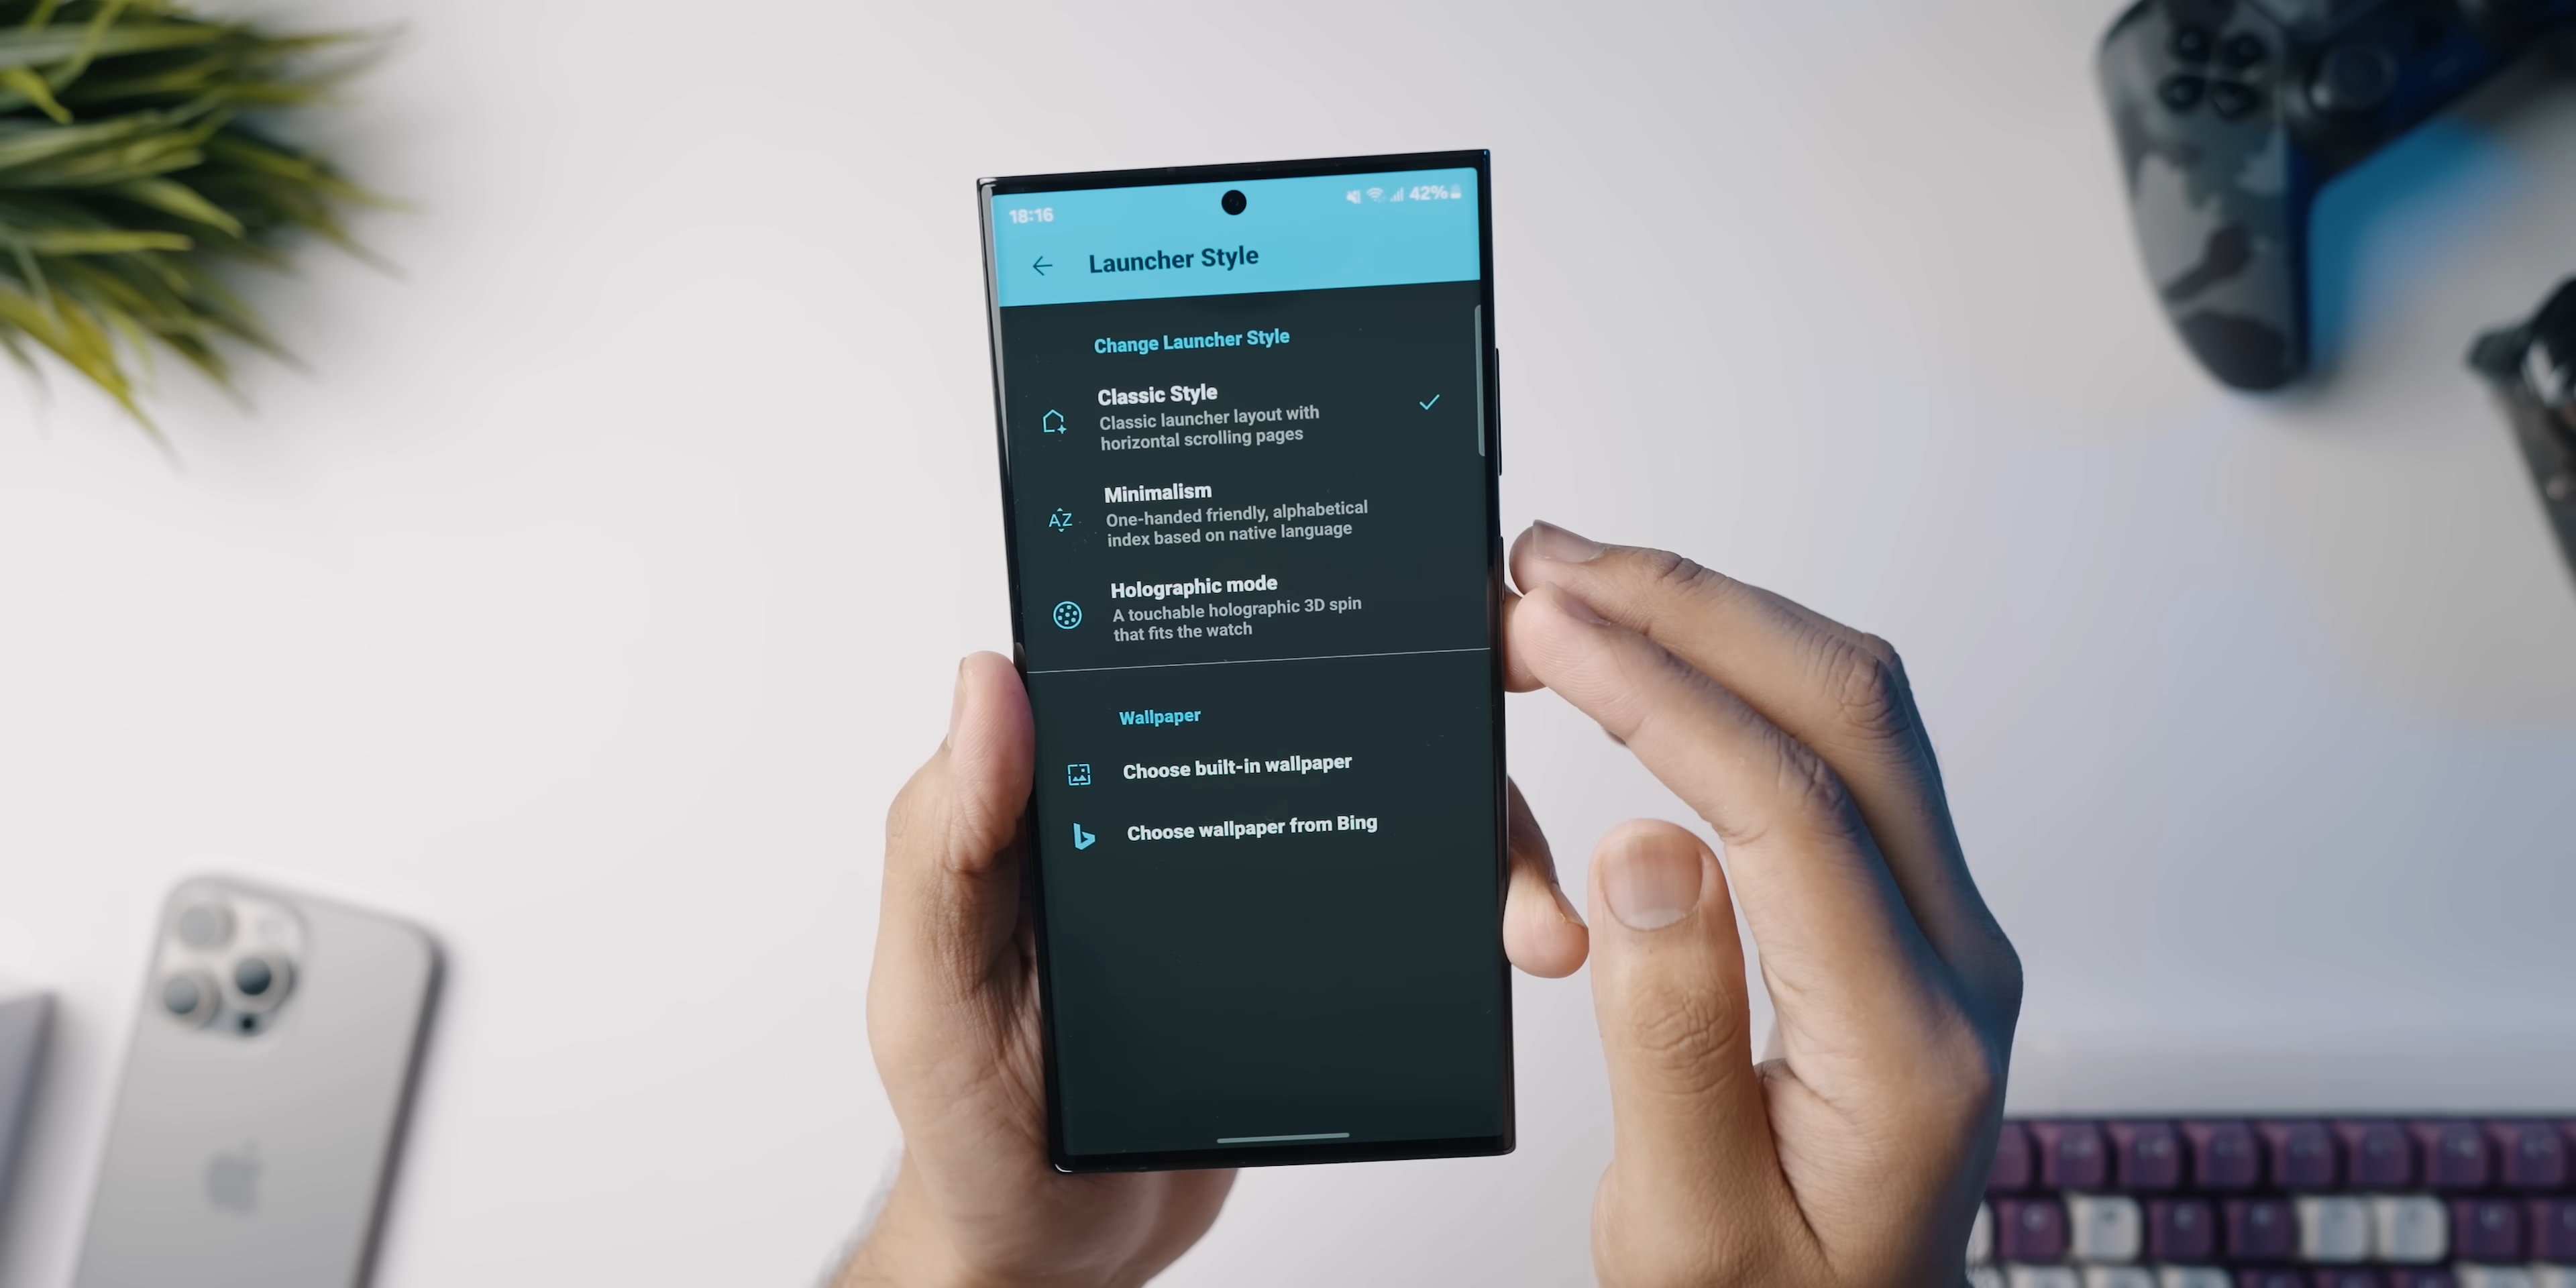 18:16
42%
Launcher Style
Change Launcher Style
Classic Style
Classic launcher layout with
horizontal scrolling pages
AZ
Minimalism
One-handed friendly, alphabetical
index based on native language
Holographic mode
A touchable holographic 3D spin
that fits the watch
Wallpaper
Choose built-in wallpaper
Choose wallpaper from Bing